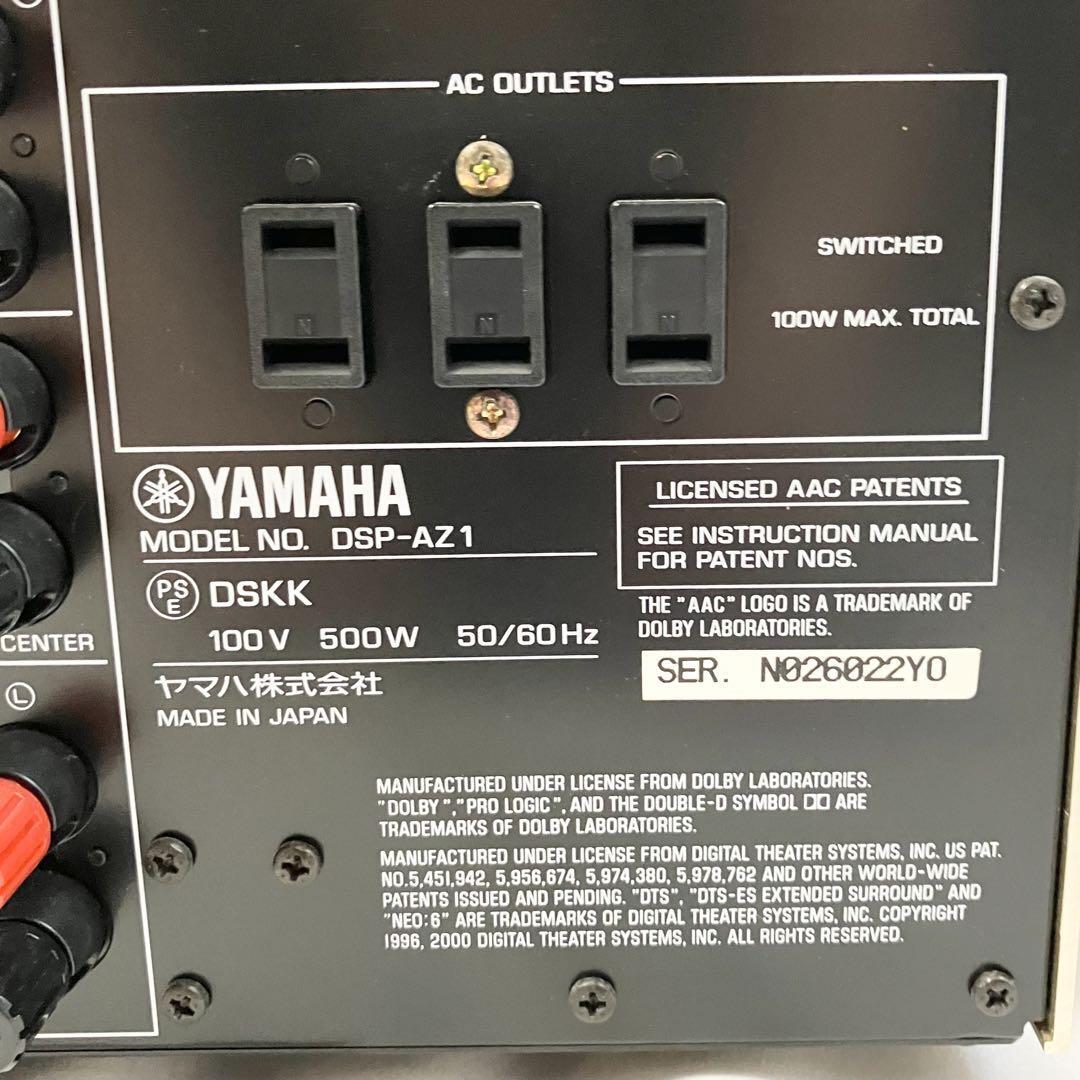 AC OUTLETS
SWITCHED
100W MAX. TOTAL
N
N
N
YAMAHA
MODEL NO. DSP-AZ1
PSE DSKK
100V 500W 50/60Hz
ヤマハ株式会社
MADE IN JAPAN
LICENSED AAC PATENTS
SEE INSTRUCTION MANUAL
FOR PATENT NOS.
THE "AAC" LOGO IS A TRADEMARK OF
DOLBY LABORATORIES.
SER. N026022YO
CENTER
L
MANUFACTURED UNDER LICENSE FROM DOLBY LABORATORIES.
"DOLBY","PRO LOGIC", AND THE DOUBLE-D SYMBOL ARE
TRADEMARKS OF DOLBY LABORATORIES.
MANUFACTURED UNDER LICENSE FROM DIGITAL THEATER SYSTEMS, INC. US PAT.
NO.5,451,942, 5,956,674, 5,974,380, 5,978,762 AND OTHER WORLD-WIDE
PATENTS ISSUED AND PENDING. "DTS", "DTS-ES EXTENDED SURROUND" AND
"NEO:6" ARE TRADEMARKS OF DIGITAL THEATER SYSTEMS, INC. COPYRIGHT
1996, 2000 DIGITAL THEATER SYSTEMS, INC. ALL RIGHTS RESERVED.